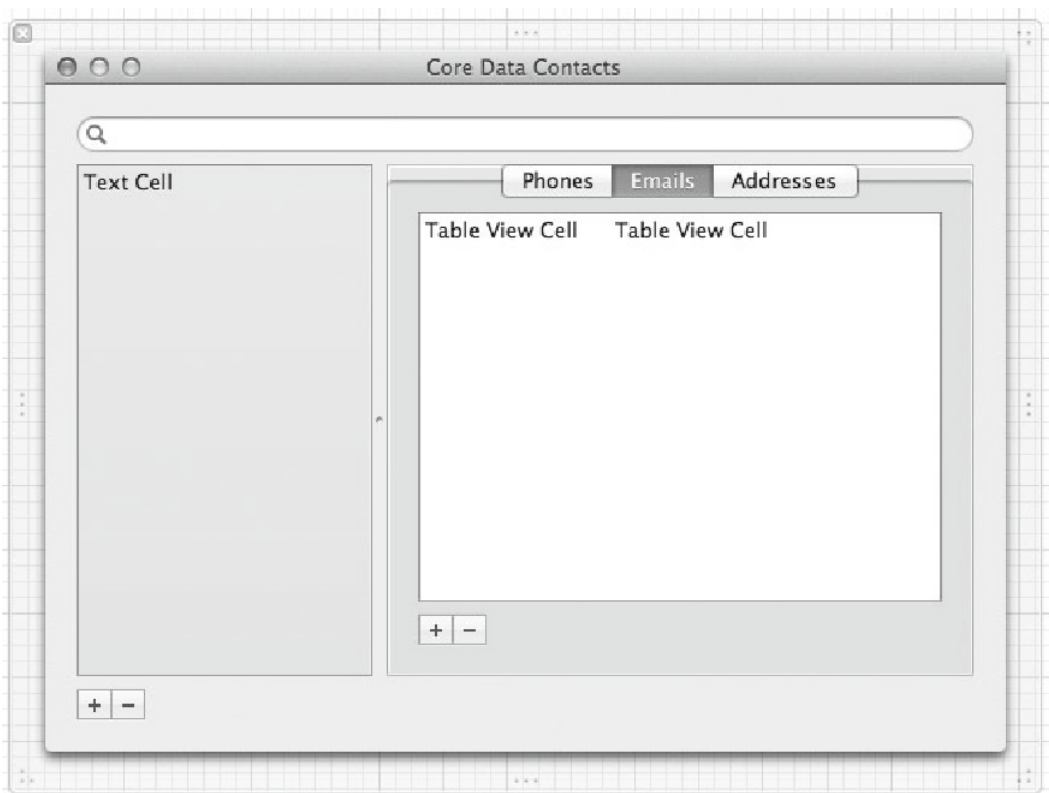 Core Data Contacts
Text Cell
Phones Emails Addresses
Table View Cell Table View Cell
+ −
+ −